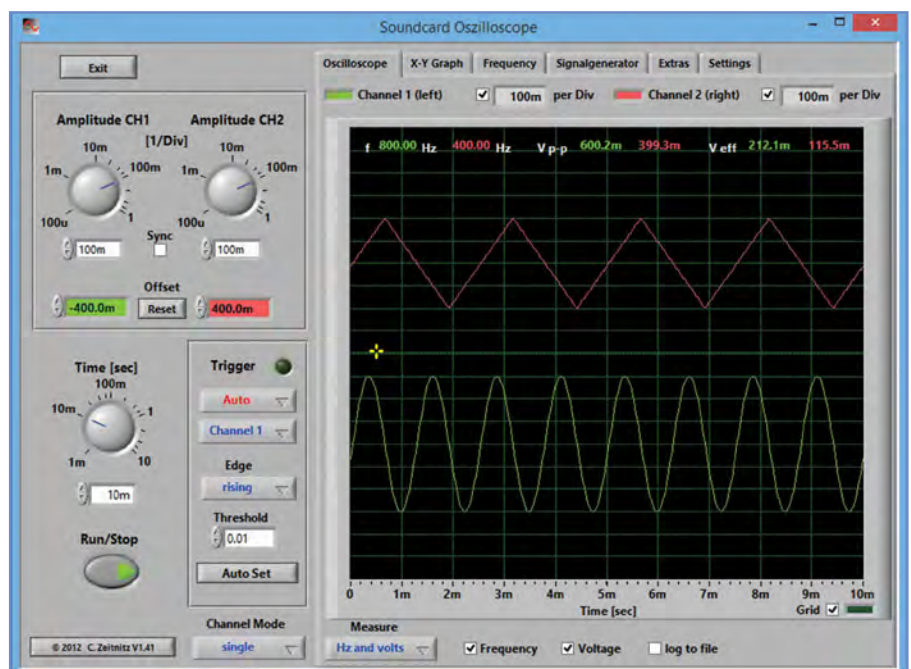 Soundcard Oszilloscope
Exit
Amplitude CH1 Amplitude CH2
[1/Div]
10m 10m
1m 100m 1m 100m
100u 1 100u 1
Sync
100m 100m
Offset
-400.0m Reset 400.0m
Time [sec]
100m
10m 1
1m 10
10m
Run/Stop
Trigger
Auto
Channel 1
Edge
rising
Threshold
0.01
Auto Set
Channel Mode
single
© 2012 C. Zeitnitz V1.41
Oscilloscope X-Y Graph Frequency Signalgenerator Extras Settings
Channel 1 (left) 100m per Div Channel 2 (right) 100m per Div
f 800.00 Hz 400.00 Hz V p-p 600.2m 399.3m V eff 212.1m 115.5m
0 1m 2m 3m 4m 5m 6m 7m 8m 9m 10m
Time [sec] Grid
Measure
Hz and volts Frequency Voltage log to file